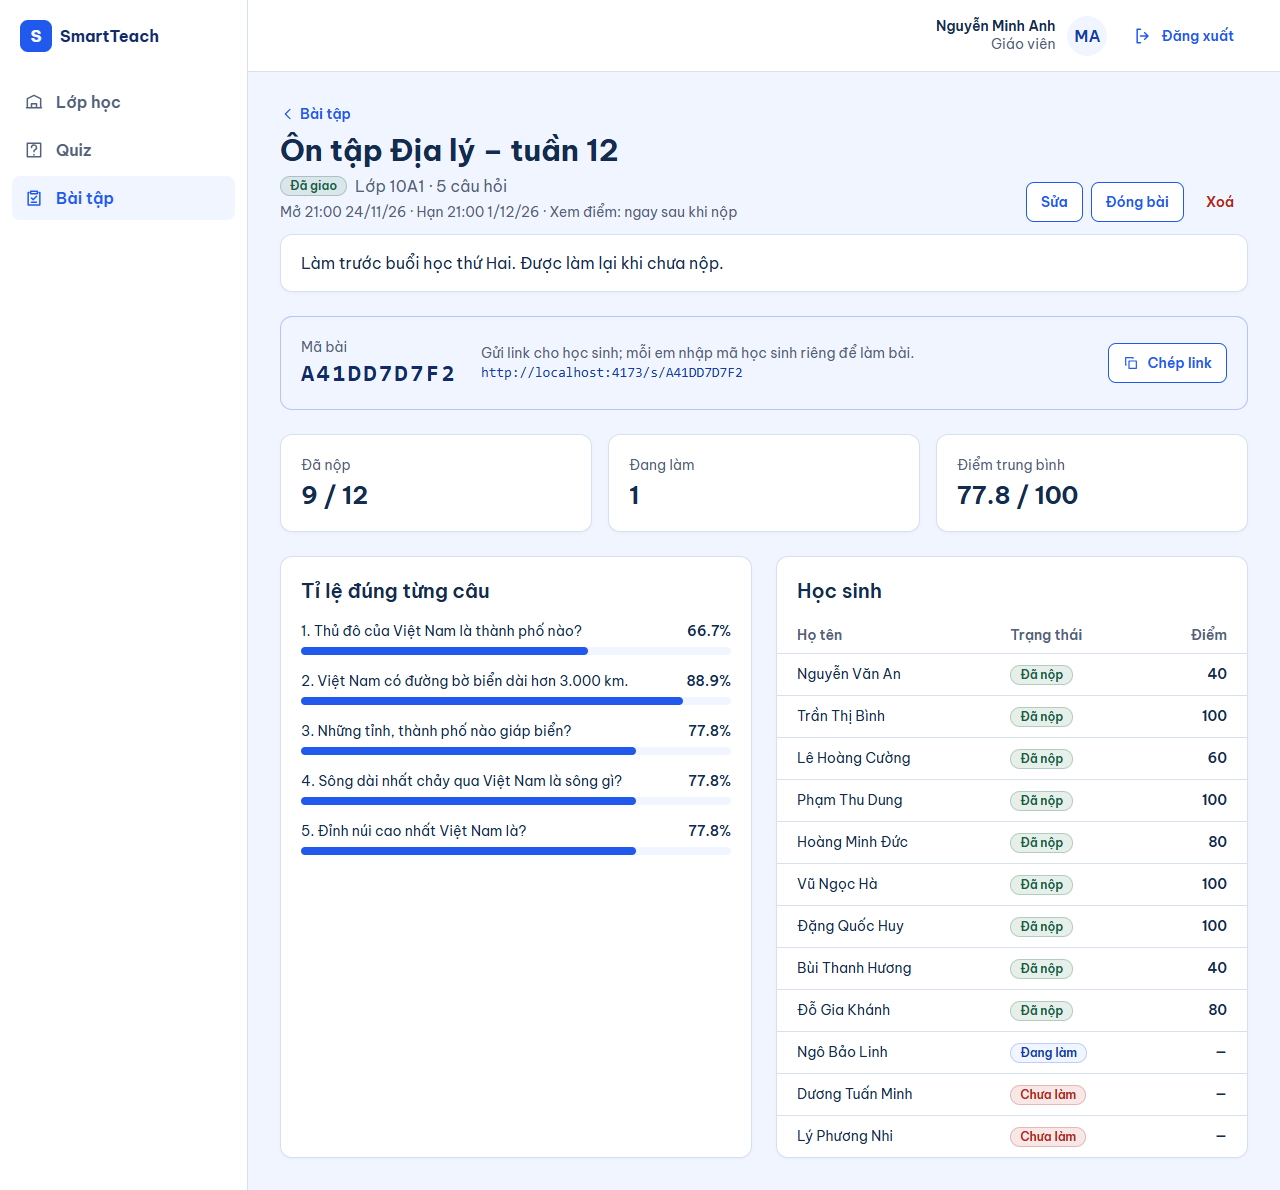 S SmartTeach
Nguyễn Minh Anh
Giáo viên
MA
Đăng xuất
Lớp học
Quiz
Bài tập
Bài tập
Ôn tập Địa lý – tuần 12
Đã giao Lớp 10A1 · 5 câu hỏi
Mở 21:00 24/11/26 · Hạn 21:00 1/12/26 · Xem điểm: ngay sau khi nộp
Sửa Đóng bài Xoá
Làm trước buổi học thứ Hai. Được làm lại khi chưa nộp.
Mã bài
A41DD7D7F2
Gửi link cho học sinh; mỗi em nhập mã học sinh riêng để làm bài.
http://localhost:4173/s/A41DD7D7F2
Chép link
Đã nộp
9 / 12
Đang làm
1
Điểm trung bình
77.8 / 100
Tỉ lệ đúng từng câu
1. Thủ đô của Việt Nam là thành phố nào? 66.7%
2. Việt Nam có đường bờ biển dài hơn 3.000 km. 88.9%
3. Những tỉnh, thành phố nào giáp biển? 77.8%
4. Sông dài nhất chảy qua Việt Nam là sông gì? 77.8%
5. Đỉnh núi cao nhất Việt Nam là? 77.8%
Học sinh
Họ tên Trạng thái Điểm
Nguyễn Văn An Đã nộp 40
Trần Thị Bình Đã nộp 100
Lê Hoàng Cường Đã nộp 60
Phạm Thu Dung Đã nộp 100
Hoàng Minh Đức Đã nộp 80
Vũ Ngọc Hà Đã nộp 100
Đặng Quốc Huy Đã nộp 100
Bùi Thanh Hương Đã nộp 40
Đỗ Gia Khánh Đã nộp 80
Ngô Bảo Linh Đang làm –
Dương Tuấn Minh Chưa làm –
Lý Phương Nhi Chưa làm –